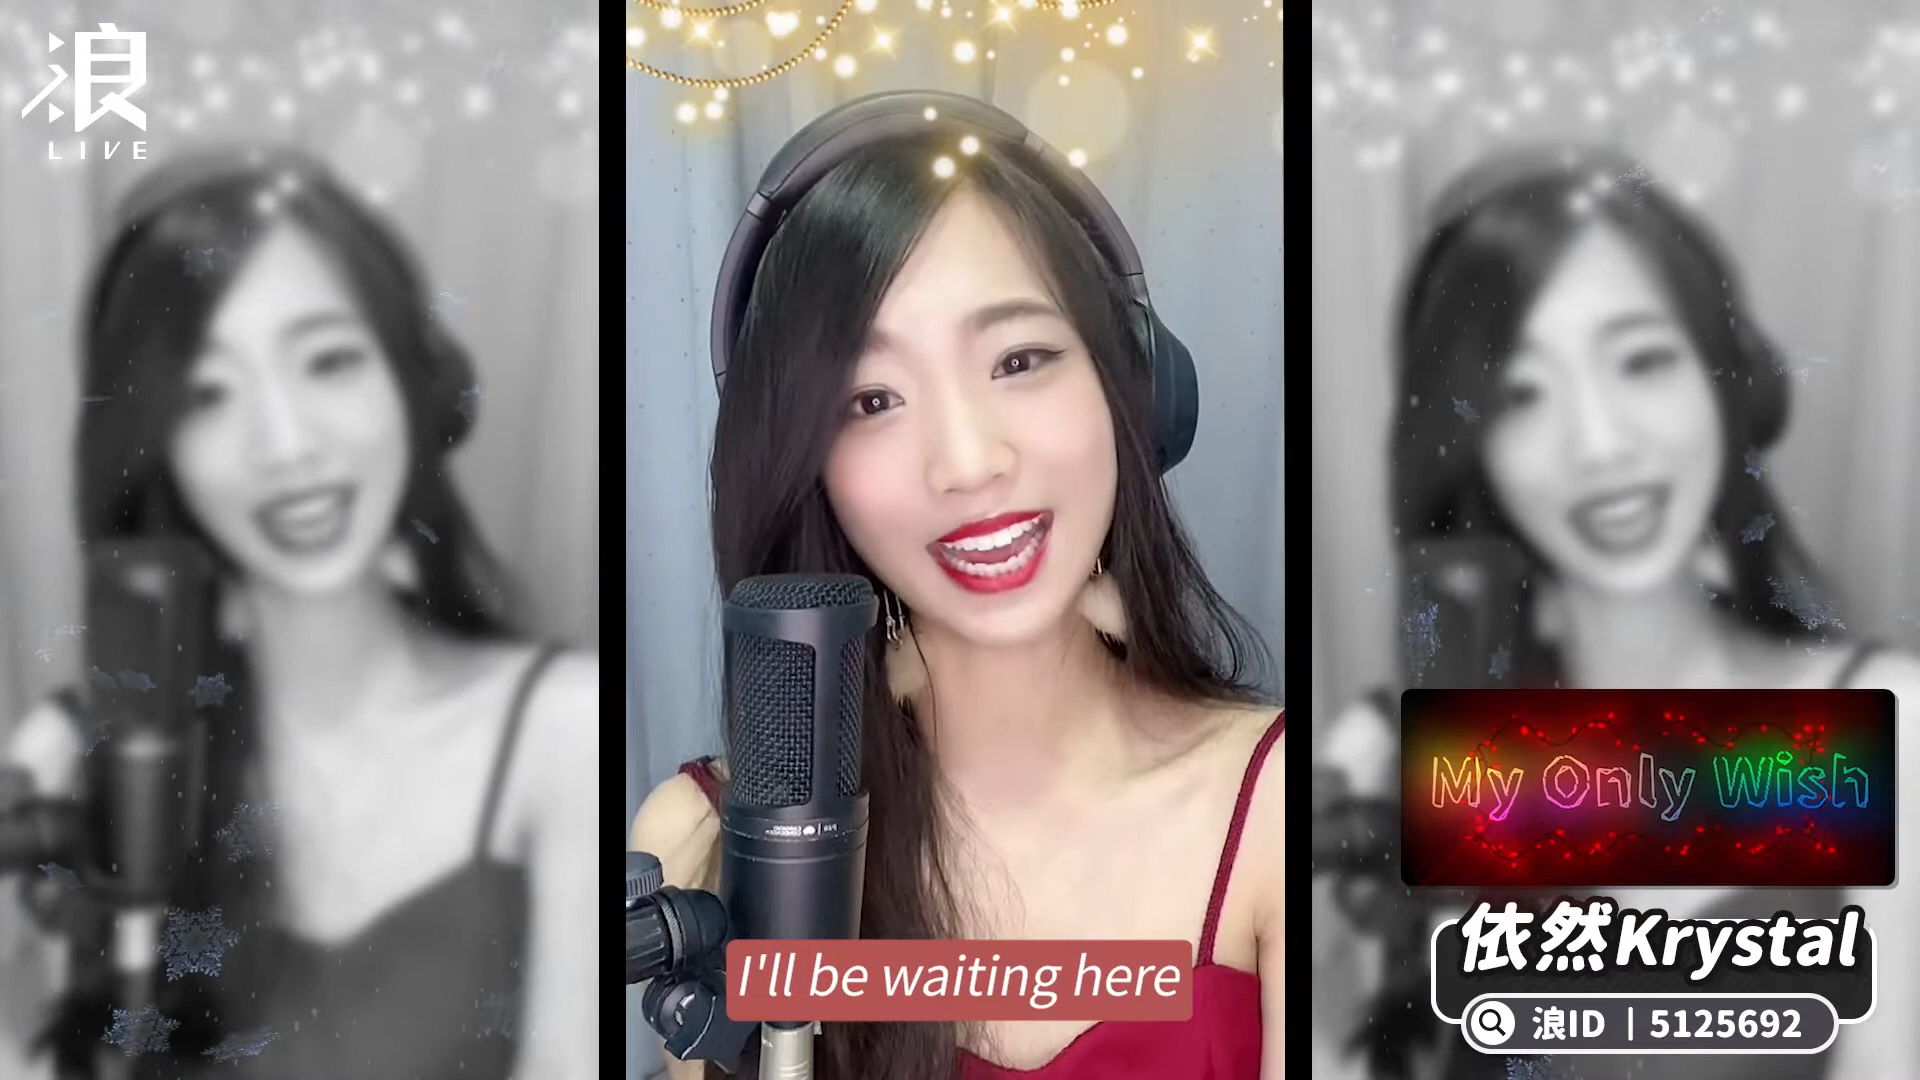 浪
LIVE
I'll be waiting here
My Only Wish
依然Krystal
浪ID | 5125692